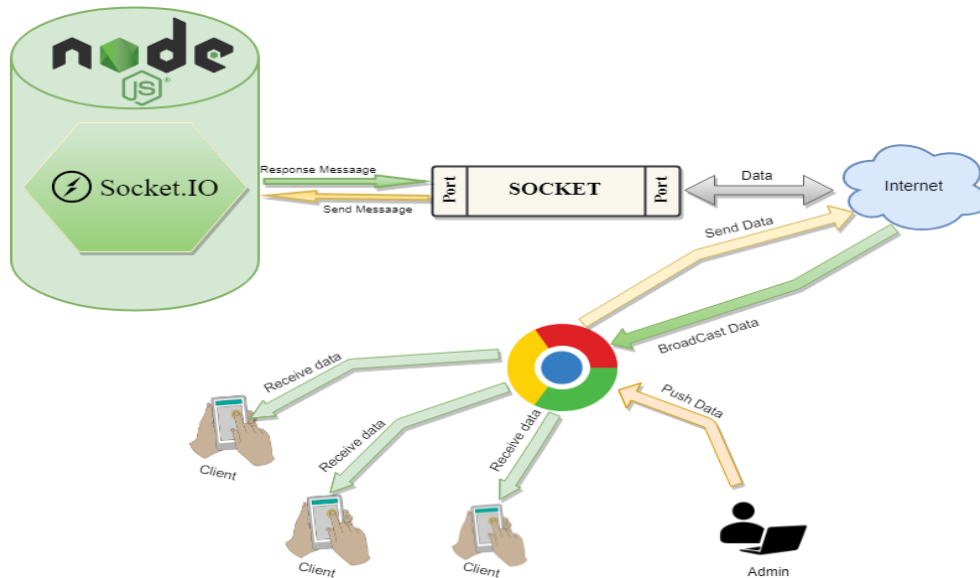 node
JS®
Socket.IO
Response Messaage
Send Messaage
Port
SOCKET
Port
Data
Internet
Send Data
BroadCast Data
Push Data
Receive data
Receive data
Receive data
Client
Client
Client
Admin